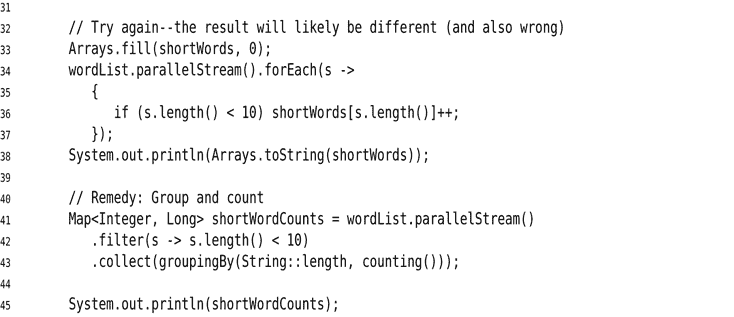 31
32 // Try again--the result will likely be different (and also wrong)
33 Arrays.fill(shortWords, 0);
34 wordList.parallelStream().forEach(s ->
35 {
36 if (s.length() < 10) shortWords[s.length()]++;
37 });
38 System.out.println(Arrays.toString(shortWords));
39
40 // Remedy: Group and count
41 Map<Integer, Long> shortWordCounts = wordList.parallelStream()
42 .filter(s -> s.length() < 10)
43 .collect(groupingBy(String::length, counting()));
44
45 System.out.println(shortWordCounts);